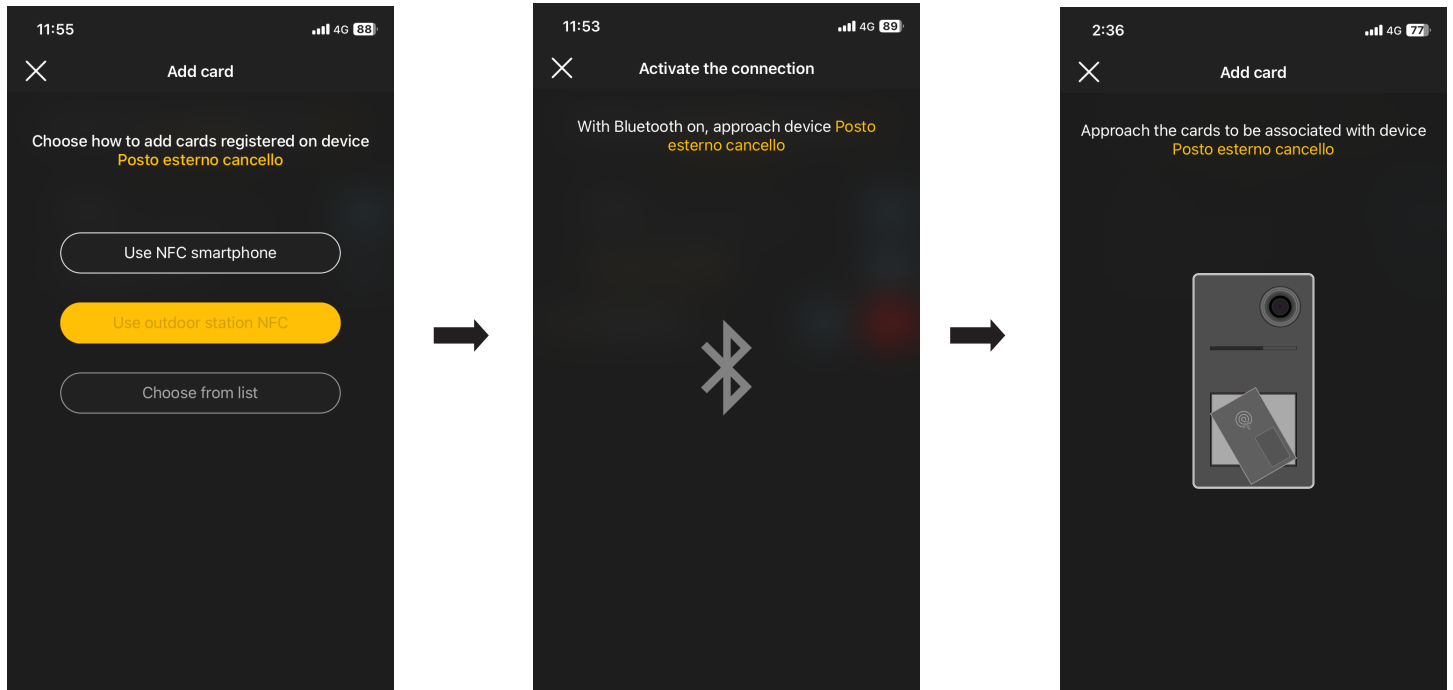 11:55
4G 88
Add card
Choose how to add cards registered on device
Posto esterno cancello
Use NFC smartphone
Use outdoor station NFC
Choose from list
11:53
4G 89
Activate the connection
With Bluetooth on, approach device Posto
esterno cancello
2:36
4G 77
Add card
Approach the cards to be associated with device
Posto esterno cancello